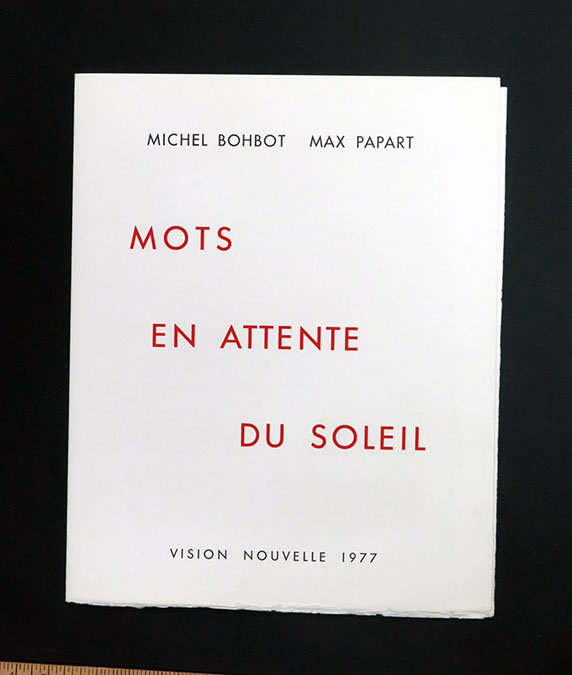 MICHEL BOHBOT MAX PAPART
MOTS
EN ATTENTE
DU SOLEIL
VISION NOUVELLE 1977